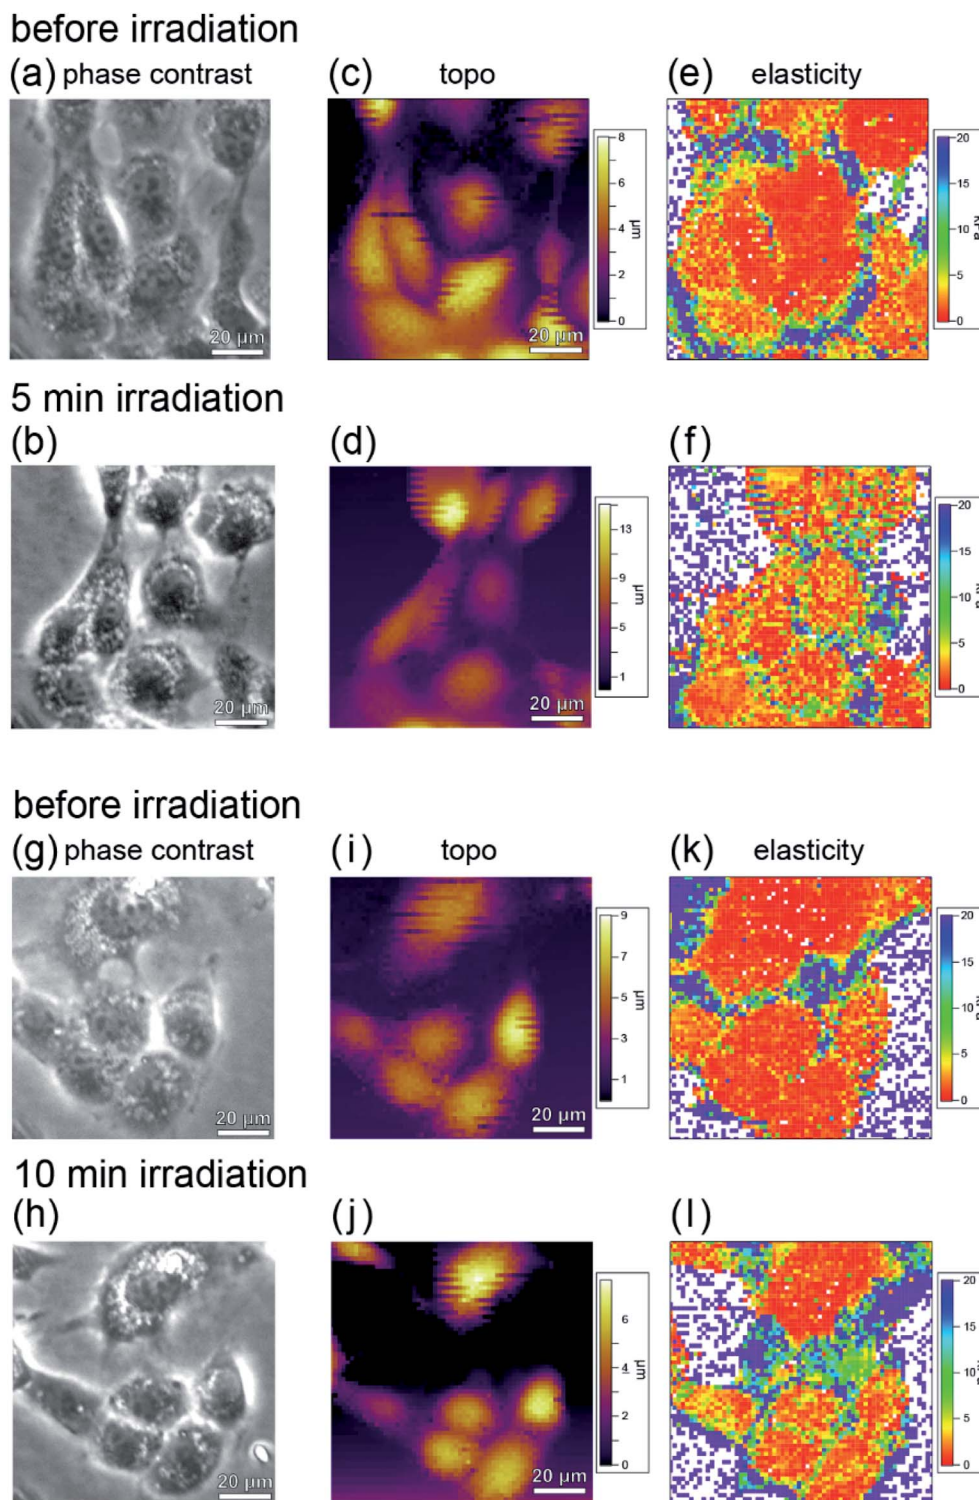 before irradiation
(a) phase contrast
(c) topo
(e) elasticity
20 µm
8
6
4
2
0
µm
20 µm
20
15
10
5
0
5 min irradiation
(b)
(d)
(f)
20 µm
13
9
5
1
µm
20 µm
20
15
10
5
0
before irradiation
(g) phase contrast
(i) topo
(k) elasticity
20 µm
9
7
5
3
1
µm
20 µm
20
15
10
5
0
10 min irradiation
(h)
(j)
(l)
20 µm
6
4
2
0
µm
20 µm
20
15
10
5
0